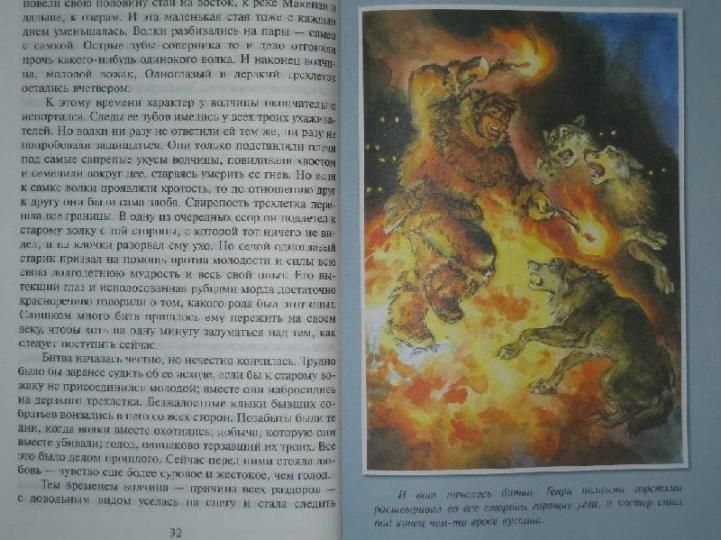 повели свою половину стаи на восток, к реке Макензи и
дальше, к озерам. И эта маленькая стая тоже с каждым
днем уменьшалась. Волки разбивались на пары — самец
с самкой. Острые зубы соперника то и дело отгоняли
прочь какого-нибудь одинокого волка. И наконец волчи-
ца, молодой вожак, Одноглазый и дерзкий трехлеток
остались вчетвером.
К этому времени характер у волчицы окончательно
испортился. Следы ее зубов имелись у всех троих ухажива-
телей. Но волки ни разу не ответили ей тем же, ни разу не
попробовали защищаться. Они только подставляли плечи
под самые свирепые укусы волчицы, повиливали хвостом
и семенили вокруг нее, стараясь умерить ее гнев. Но если
к самке волки проявляли кротость, то по отношению друг
к другу они были сама злоба. Свирепость трехлетка пере-
шла все границы. В одну из очередных ссор он подлетел к
старому волку с той стороны, с которой тот ничего не ви-
дел, и на клочки разорвал ему ухо. Но седой одноглазый
старик призвал на помощь против молодости и силы всю
свою долголетнюю мудрость и весь свой опыт. Его вы-
текший глаз и исполосованная рубцами морда достаточно
красноречиво говорили о том, какого рода был этот опыт.
Слишком много битв пришлось ему пережить на своем
веку, чтобы хоть на одну минуту задуматься над тем, как
следует поступить сейчас.
Битва началась честно, но нечестно кончилась. Трудно
было бы заранее судить об ее исходе, если бы к старому во-
жаку не присоединился молодой; вместе они набросились
на дерзкого трехлетка. Безжалостные клыки бывших со-
братьев вонзались в него со всех сторон. Позабыты были те
дни, когда волки вместе охотились; добыча, которую они
вместе убивали; голод, одинаково терзавший их троих. Все
это было делом прошлого. Сейчас перед ними стояла лю-
бовь — чувство еще более суровое и жестокое, чем голод.
Тем временем волчица — причина всех раздоров —
с довольным видом уселась на снегу и стала следить
32
И вот началась битва. Генри полными горстями
расшвыривал во все стороны горящие угли, и костер стал
под конец чем-то вроде вулкана.